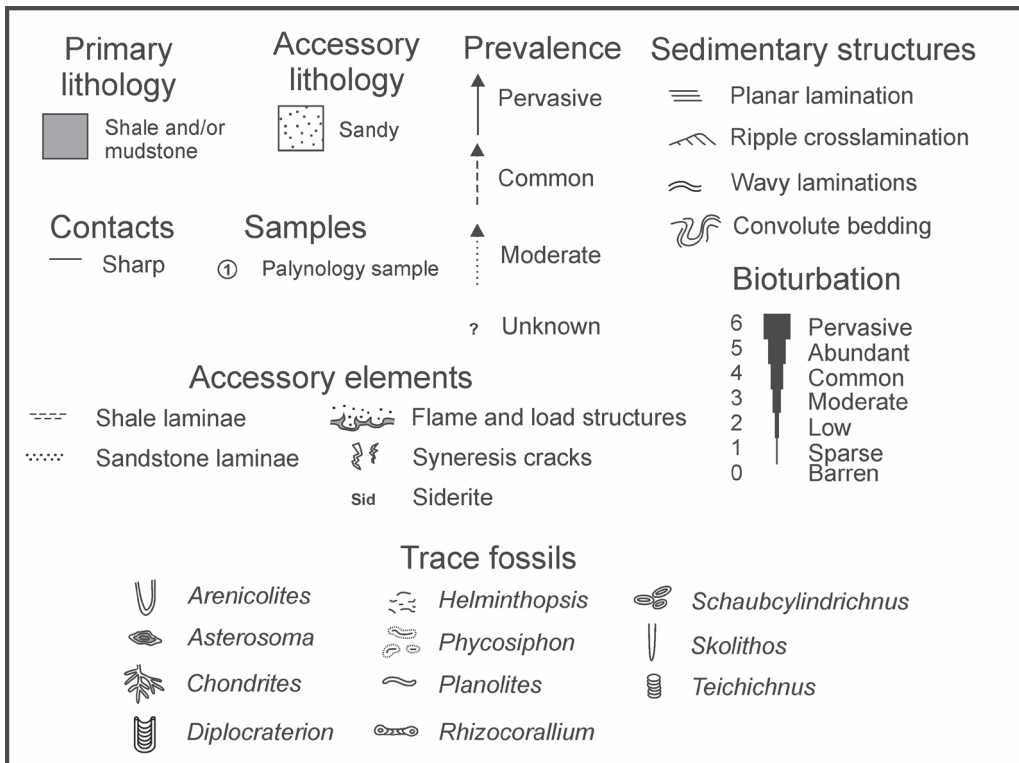 Primary
lithology
Shale and/or
mudstone
Accessory
lithology
Sandy
Prevalence
Pervasive
Common
Moderate
? Unknown
Sedimentary structures
Planar lamination
Ripple crosslamination
Wavy laminations
Convolute bedding
Contacts
Sharp
Samples
① Palynology sample
Bioturbation
6 Pervasive
5 Abundant
4 Common
3 Moderate
2 Low
1 Sparse
0 Barren
Accessory elements
Shale laminae
Sandstone laminae
Flame and load structures
Syneresis cracks
Sid Siderite
Trace fossils
Arenicolites
Asterosoma
Chondrites
Diplocraterion
Helminthopsis
Phycosiphon
Planolites
Rhizocorallium
Schaubcylindrichnus
Skolithos
Teichichnus